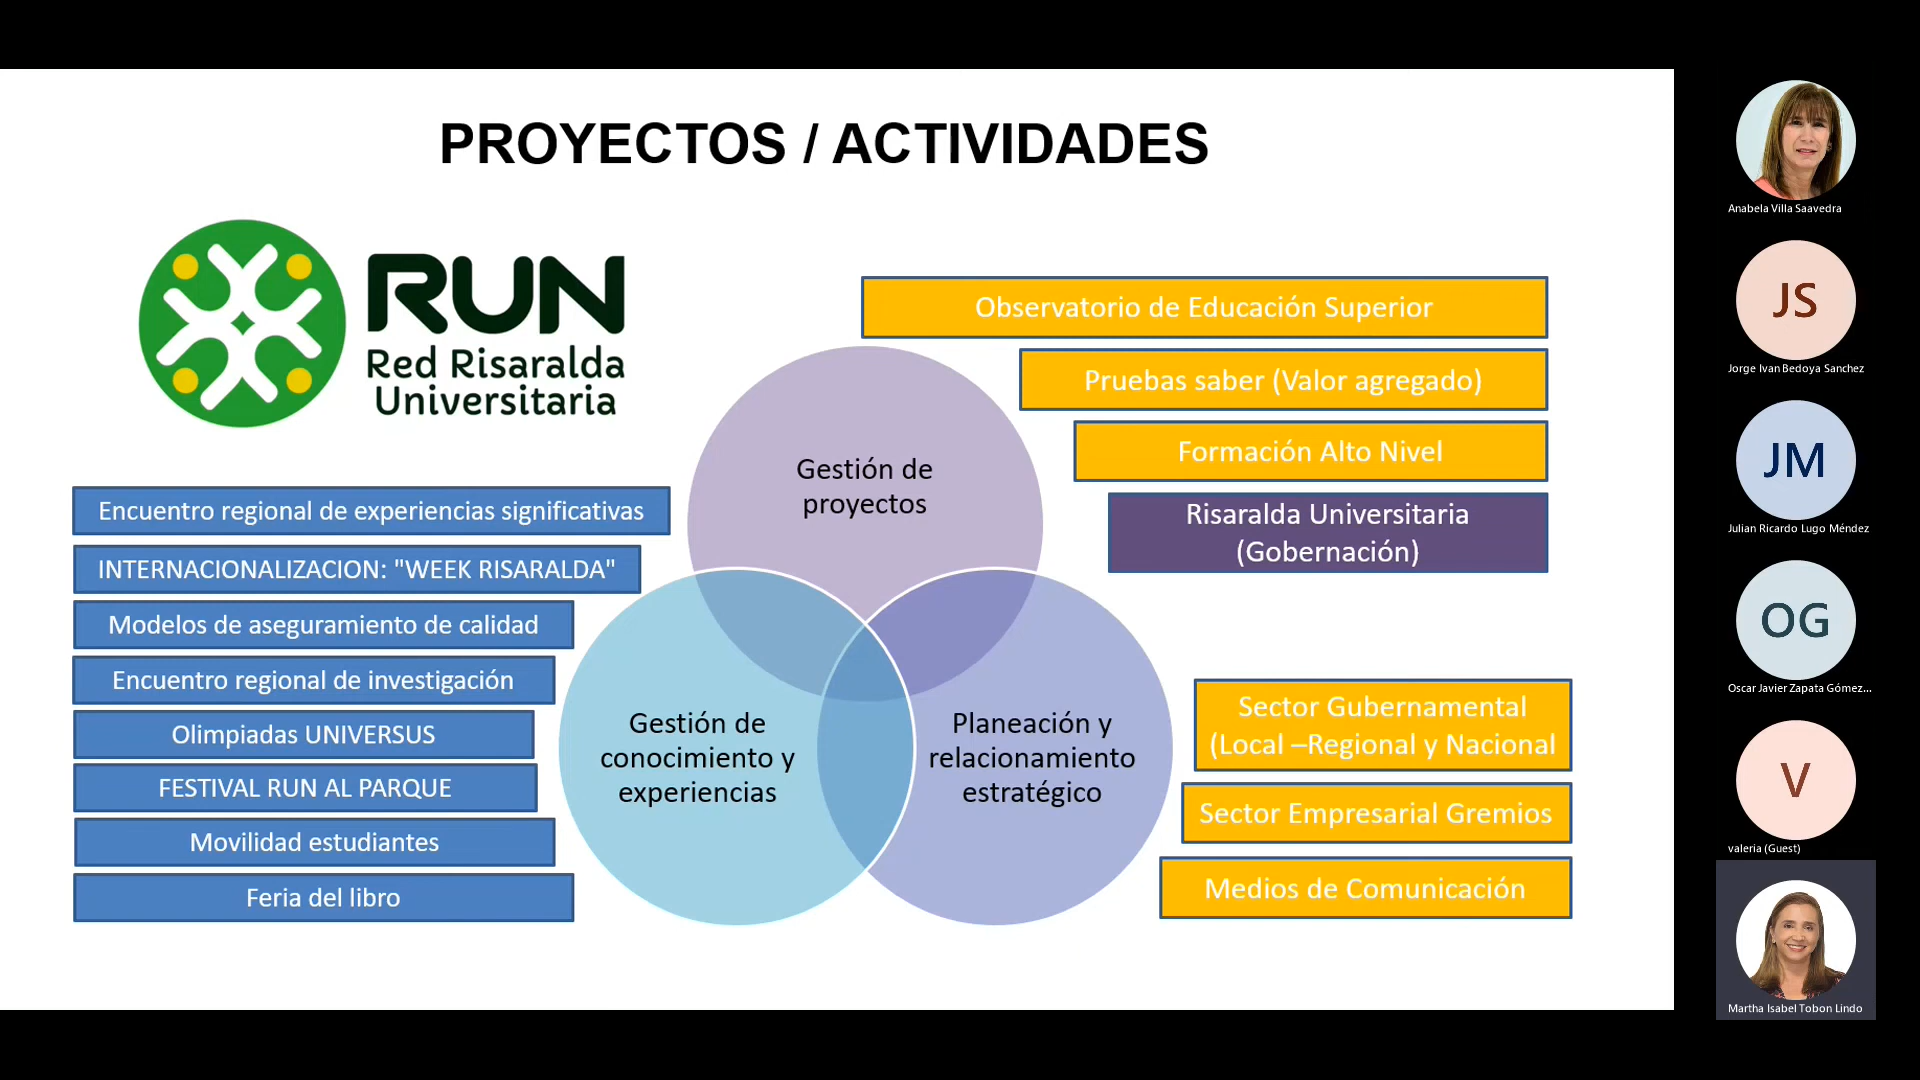 PROYECTOS / ACTIVIDADES
RUN
Red Risaralda
Universitaria
Observatorio de Educación Superior
Pruebas saber (Valor agregado)
Formación Alto Nivel
Risaralda Universitaria
(Gobernación)
Gestión de
proyectos
Encuentro regional de experiencias significativas
INTERNACIONALIZACION: "WEEK RISARALDA"
Modelos de aseguramiento de calidad
Encuentro regional de investigación
Olimpiadas UNIVERSUS
FESTIVAL RUN AL PARQUE
Movilidad estudiantes
Feria del libro
Gestión de
conocimiento y
experiencias
Planeación y
relacionamiento
estratégico
Sector Gubernamental
(Local –Regional y Nacional
Sector Empresarial Gremios
Medios de Comunicación
Anabela Villa Saavedra
JS
Jorge Ivan Bedoya Sanchez
JM
Julian Ricardo Lugo Méndez
OG
Oscar Javier Zapata Gómez...
V
valeria (Guest)
Martha Isabel Tobon Lindo